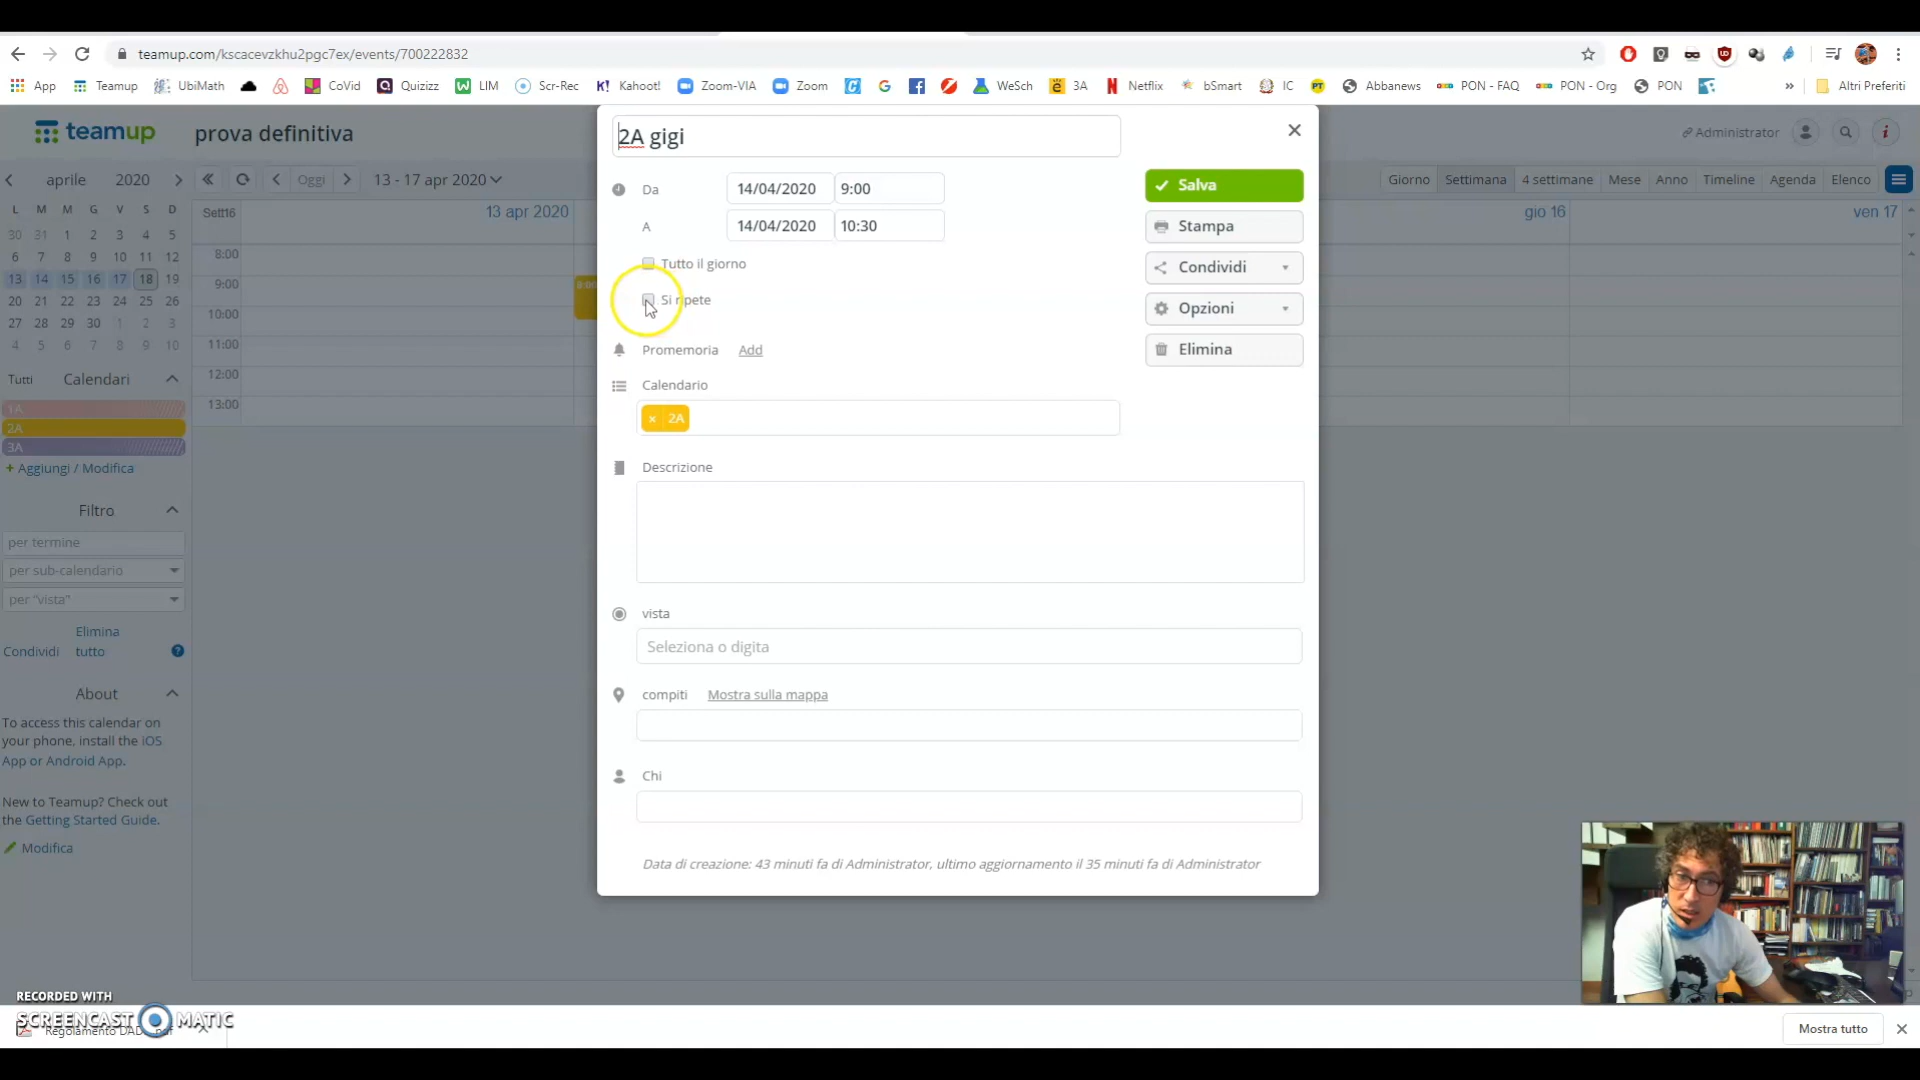 teamup.com/kscacevzkhu2pgc7ex/events/700222832
App Teamup UbiMath CoVid Quizizz LIM Scr-Rec Kahoot! Zoom-VIA Zoom WeSch 3A Netflix bSmart IC Abbanews PON - FAQ PON - Org PON » Altri Preferiti
teamup prova definitiva Administrator
aprile 2020 Oggi 13 - 17 apr 2020 Giorno Settimana 4 settimane Mese Anno Timeline Agenda Elenco
L M M G V S D
30 31 1 2 3 4 5
6 7 8 9 10 11 12
13 14 15 16 17 18 19
20 21 22 23 24 25 26
27 28 29 30 1 2 3
4 5 6 7 8 9 10
Sett16 13 apr 2020 gio 16 ven 17
8:00
9:00
10:00
11:00
12:00
13:00
Tutti Calendari
1A
2A
3A
+ Aggiungi / Modifica
Filtro
per termine
per sub-calendario
per "vista"
Condividi Elimina tutto
About
To access this calendar on
your phone, install the iOS
App or Android App.
New to Teamup? Check out
the Getting Started Guide.
Modifica
2A gigi
Da 14/04/2020 9:00
A 14/04/2020 10:30
Tutto il giorno
Si ripete
Promemoria Add
Calendario
× 2A
Descrizione
vista
Seleziona o digita
compiti Mostra sulla mappa
Chi
Data di creazione: 43 minuti fa di Administrator, ultimo aggiornamento il 35 minuti fa di Administrator
Salva
Stampa
Condividi
Opzioni
Elimina
RECORDED WITH
SCREENCAST MATIC
Regolamento DAD
Mostra tutto